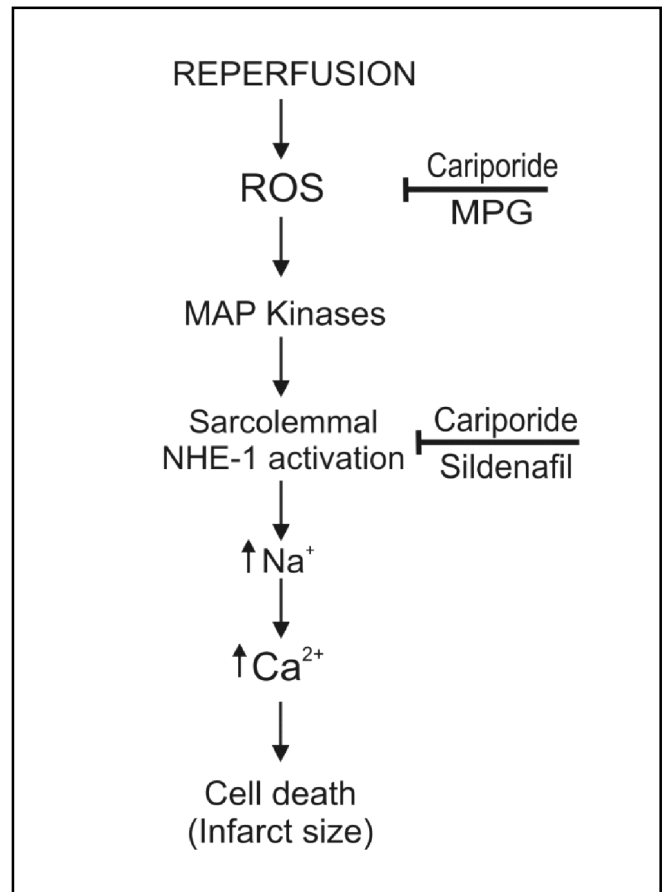 REPERFUSION
ROS
Cariporide
MPG
MAP Kinases
Sarcolemmal
NHE-1 activation
Cariporide
Sildenafil
↑Na⁺
↑Ca²⁺
Cell death
(Infarct size)